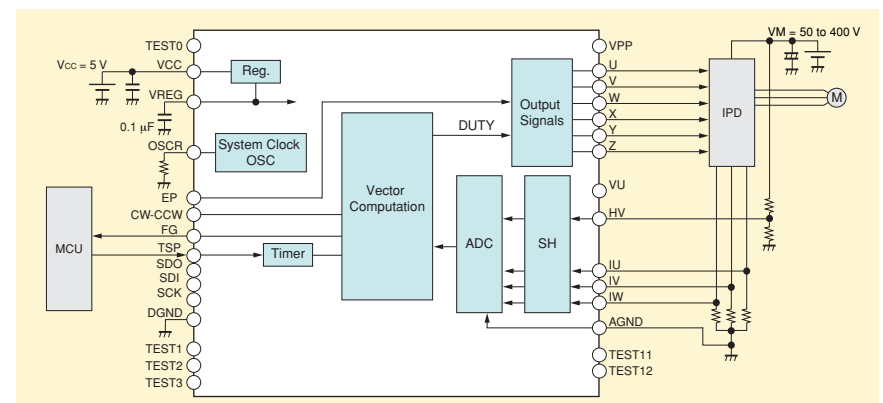 VM = 50 to 400 V
TEST0
VPP
Vcc = 5 V
VCC
Reg.
U
V
VREG
W
Output
Signals
X
IPD
M
0.1 μF
DUTY
Y
OSCR
System Clock
OSC
Z
EP
Vector
Computation
VU
CW-CCW
HV
MCU
FG
ADC
SH
TSP
Timer
SDO
IU
SDI
IV
SCK
IW
DGND
AGND
TEST1
TEST11
TEST2
TEST12
TEST3